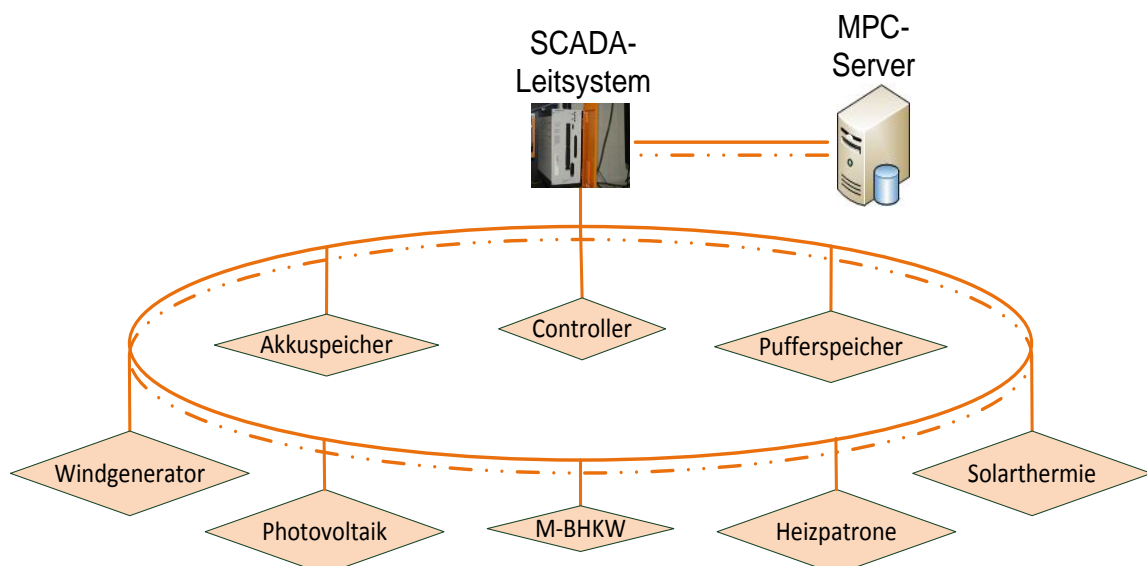 SCADA-
Leitsystem
MPC-
Server
Akkuspeicher
Controller
Pufferspeicher
Windgenerator
Photovoltaik
M-BHKW
Heizpatrone
Solarthermie